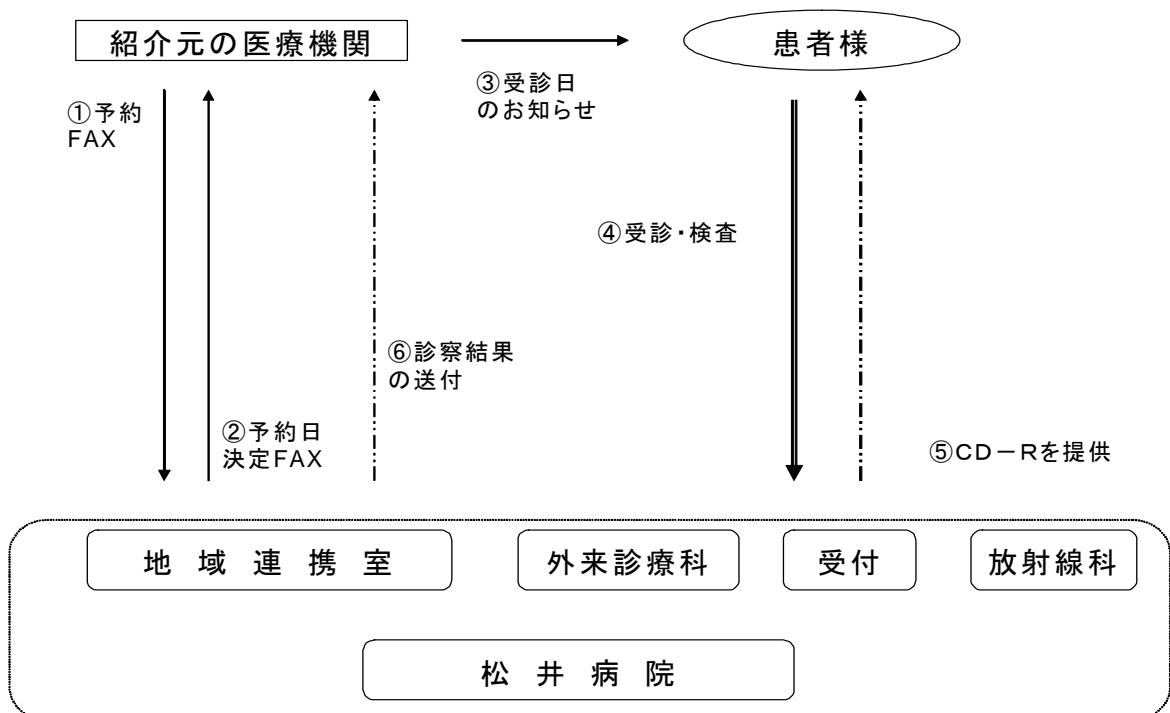 紹介元の医療機関
患者様
③受診日
のお知らせ
①予約
FAX
④受診・検査
⑥診察結果
の送付
②予約日
決定FAX
⑤CD－Rを提供
地 域 連 携 室
外来診療科
受付
放射線科
松 井 病 院